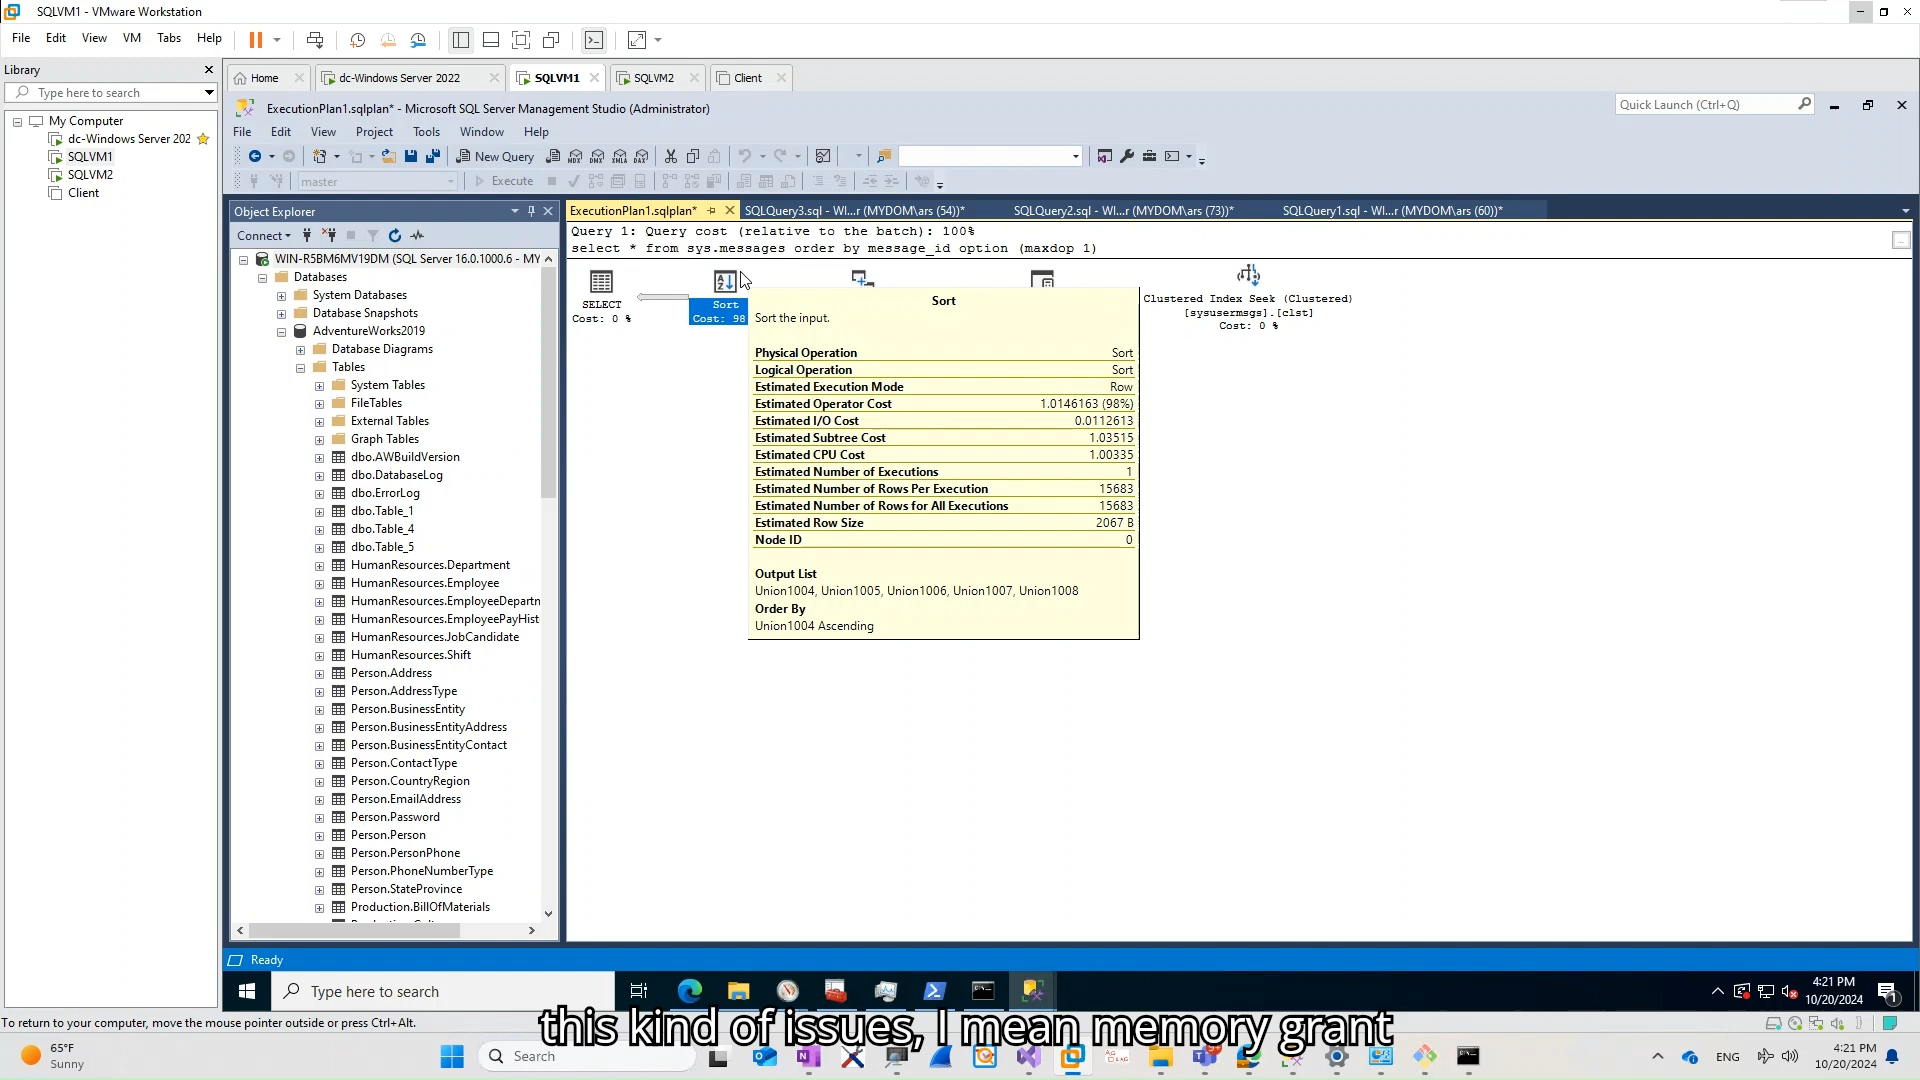 SQLVM1 - VMware Workstation
File Edit View VM Tabs Help
Library
Type here to search
My Computer
dc-Windows Server 202
SQLVM1
SQLVM2
Client
Home
dc-Windows Server 2022
SQLVM1
SQLVM2
Client
ExecutionPlan1.sqlplan* - Microsoft SQL Server Management Studio (Administrator)
Quick Launch (Ctrl+Q)
File Edit View Project Tools Window Help
New Query
MDX DMX XMLA DAX
master
Execute
Object Explorer
Connect
WIN-R5BM6MV19DM (SQL Server 16.0.1000.6 - MY
Databases
System Databases
Database Snapshots
AdventureWorks2019
Database Diagrams
Tables
System Tables
FileTables
External Tables
Graph Tables
dbo.AWBuildVersion
dbo.DatabaseLog
dbo.ErrorLog
dbo.Table_1
dbo.Table_4
dbo.Table_5
HumanResources.Department
HumanResources.Employee
HumanResources.EmployeeDepartn
HumanResources.EmployeePayHist
HumanResources.JobCandidate
HumanResources.Shift
Person.Address
Person.AddressType
Person.BusinessEntity
Person.BusinessEntityAddress
Person.BusinessEntityContact
Person.ContactType
Person.CountryRegion
Person.EmailAddress
Person.Password
Person.Person
Person.PersonPhone
Person.PhoneNumberType
Person.StateProvince
Production.BillOfMaterials
ExecutionPlan1.sqlplan*
SQLQuery3.sql - WI...r (MYDOM\ars (54))*
SQLQuery2.sql - WI...r (MYDOM\ars (73))*
SQLQuery1.sql - WI...r (MYDOM\ars (60))*
Query 1: Query cost (relative to the batch): 100%
select * from sys.messages order by message_id option (maxdop 1)
SELECT
Cost: 0 %
Sort
Cost: 98
Clustered Index Seek (Clustered)
[sysusermsgs].[clst]
Cost: 0 %
Sort
Sort the input.
Physical Operation Sort
Logical Operation Sort
Estimated Execution Mode Row
Estimated Operator Cost 1.0146163 (98%)
Estimated I/O Cost 0.0112613
Estimated Subtree Cost 1.03515
Estimated CPU Cost 1.00335
Estimated Number of Executions 1
Estimated Number of Rows Per Execution 15683
Estimated Number of Rows for All Executions 15683
Estimated Row Size 2067 B
Node ID 0
Output List
Union1004, Union1005, Union1006, Union1007, Union1008
Order By
Union1004 Ascending
Ready
Type here to search
4:21 PM
10/20/2024
1
this kind of issues, I mean memory grant
To return to your computer, move the mouse pointer outside or press Ctrl+Alt.
65°F
Sunny
Search
ENG
4:21 PM
10/20/2024